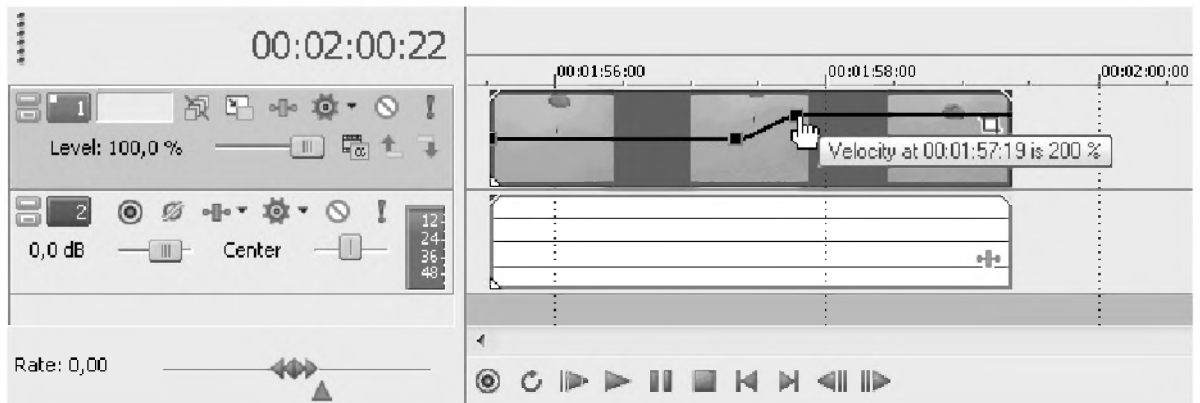 00:02:00:22
00:01:56:00 00:01:58:00 00:02:00:00
1
Level: 100,0 %
Velocity at 00:01:57:19 is 200 %
2
0,0 dB Center
12
24
36
48
Rate: 0,00